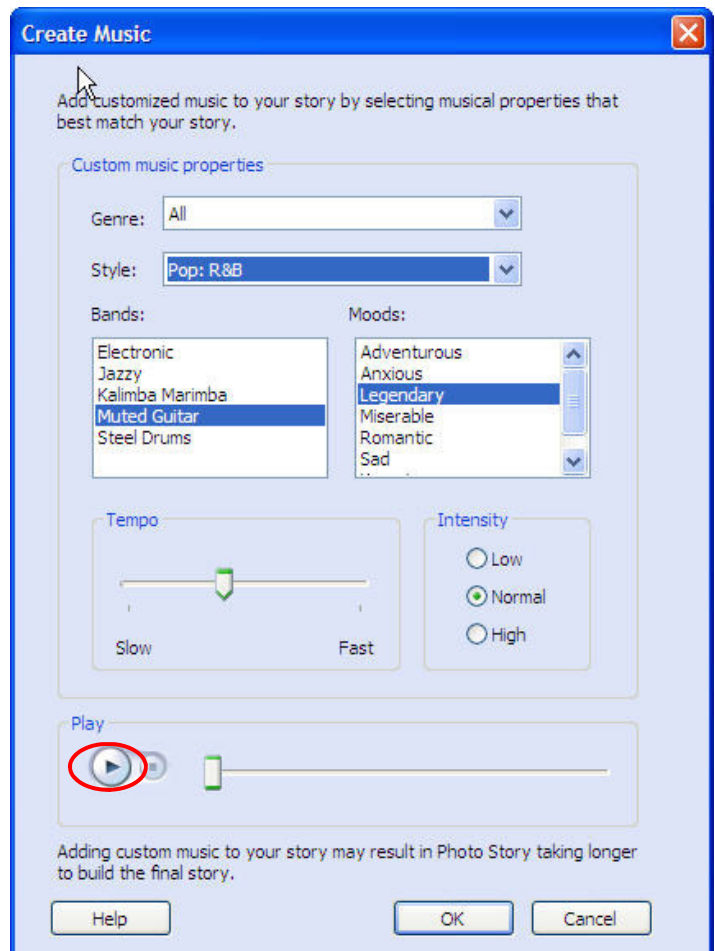 Create Music
Add customized music to your story by selecting musical properties that
best match your story.
Custom music properties
Genre: All
Style: Pop: R&B
Bands: Moods:
Electronic
Jazzy
Kalimba Marimba
Muted Guitar
Steel Drums
Adventurous
Anxious
Legendary
Miserable
Romantic
Sad
Tempo
Slow Fast
Intensity
Low
Normal
High
Play
Adding custom music to your story may result in Photo Story taking longer
to build the final story.
Help OK Cancel